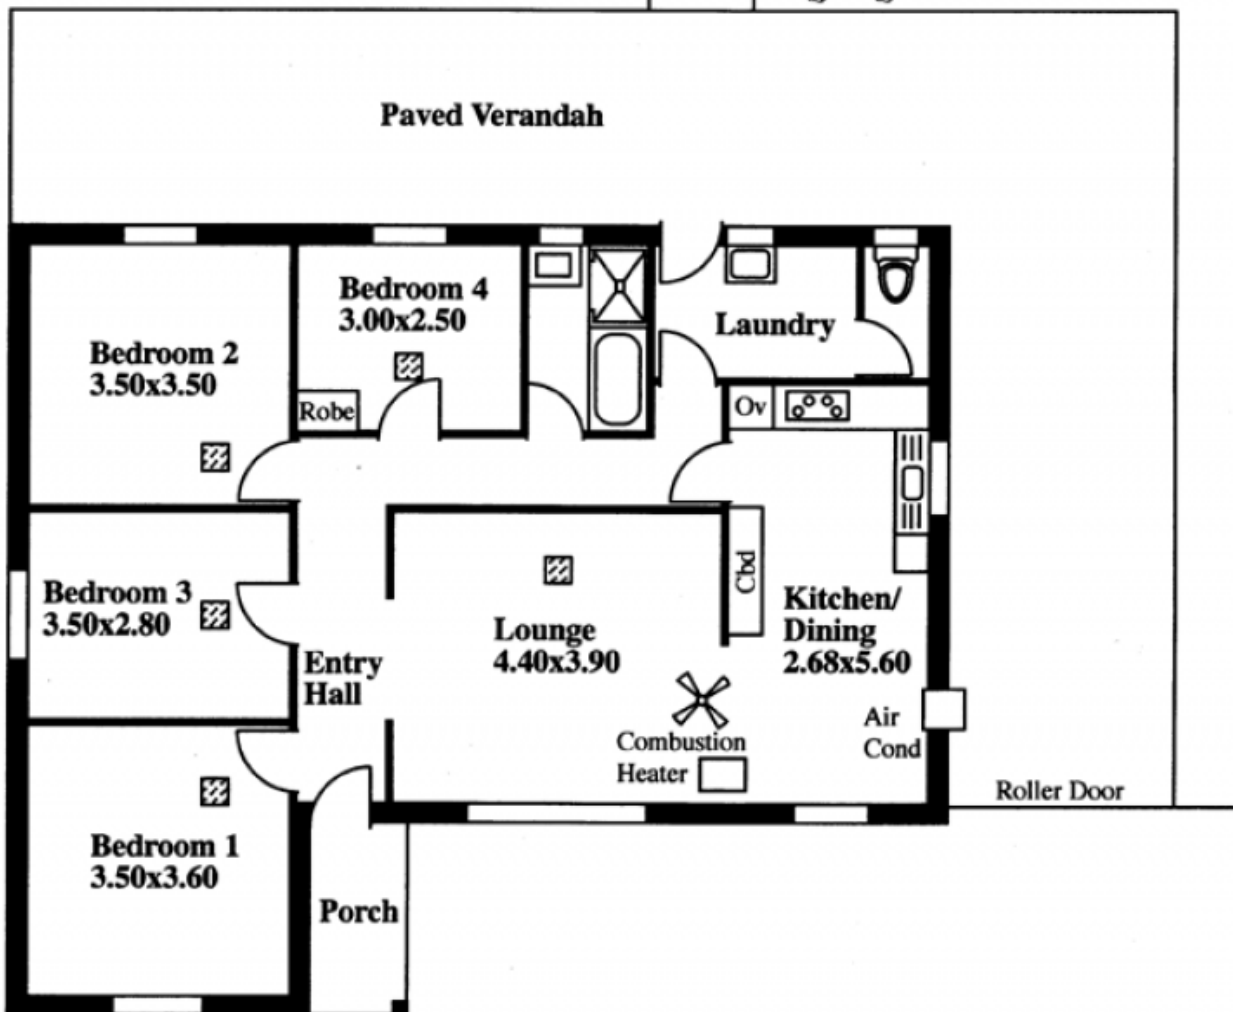 Paved Verandah
Bedroom 4
3.00x2.50
Laundry
Bedroom 2
3.50x3.50
Robe
Ov
Bedroom 3
3.50x2.80
Cbd
Kitchen/
Dining
2.68x5.60
Lounge
4.40x3.90
Entry
Hall
Air
Cond
Combustion
Heater
Roller Door
Bedroom 1
3.50x3.60
Porch